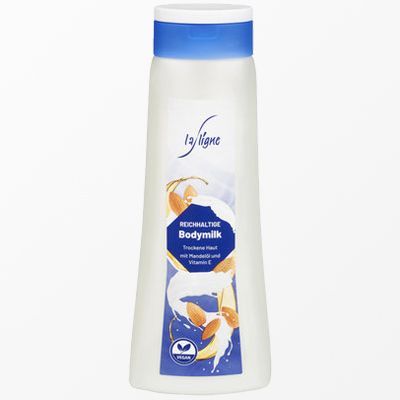 la ligne
REICHHALTIGE
Bodymilk
Trockene Haut
mit Mandelöl und
Vitamin E
VEGAN